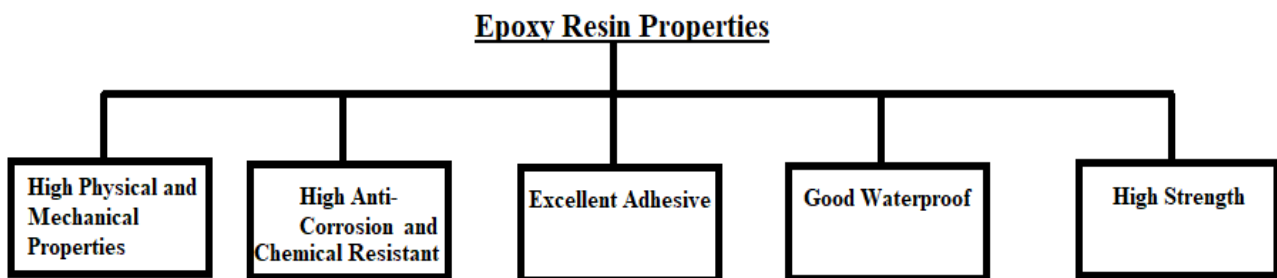 Epoxy Resin Properties
High Physical and
Mechanical
Properties
High Anti-
Corrosion and
Chemical Resistant
Excellent Adhesive
Good Waterproof
High Strength